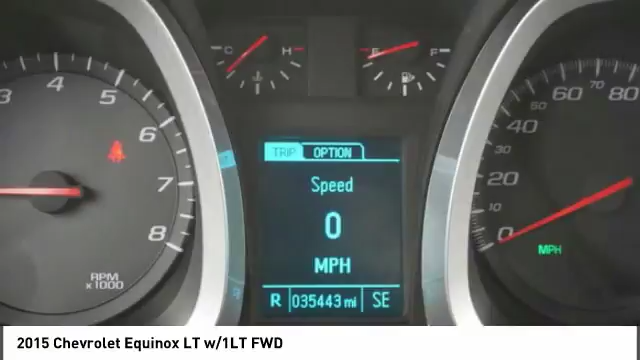 C H
E F
3 4 5 6 7 8
RPM
x1000
TRIP OPTION
Speed
0
MPH
R 035443 mi SE
0 10 20 30 40 50 60 70 80
MPH
2015 Chevrolet Equinox LT w/1LT FWD